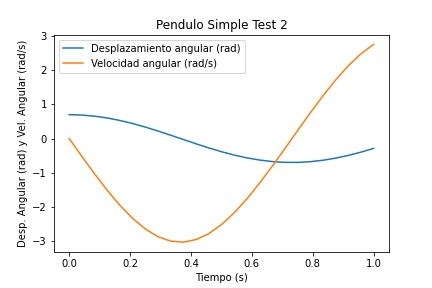 Pendulo Simple Test 2
Desplazamiento angular (rad)
Velocidad angular (rad/s)
Desp. Angular (rad) y Vel. Angular (rad/s)
3
2
1
0
−1
−2
−3
0.0 0.2 0.4 0.6 0.8 1.0
Tiempo (s)